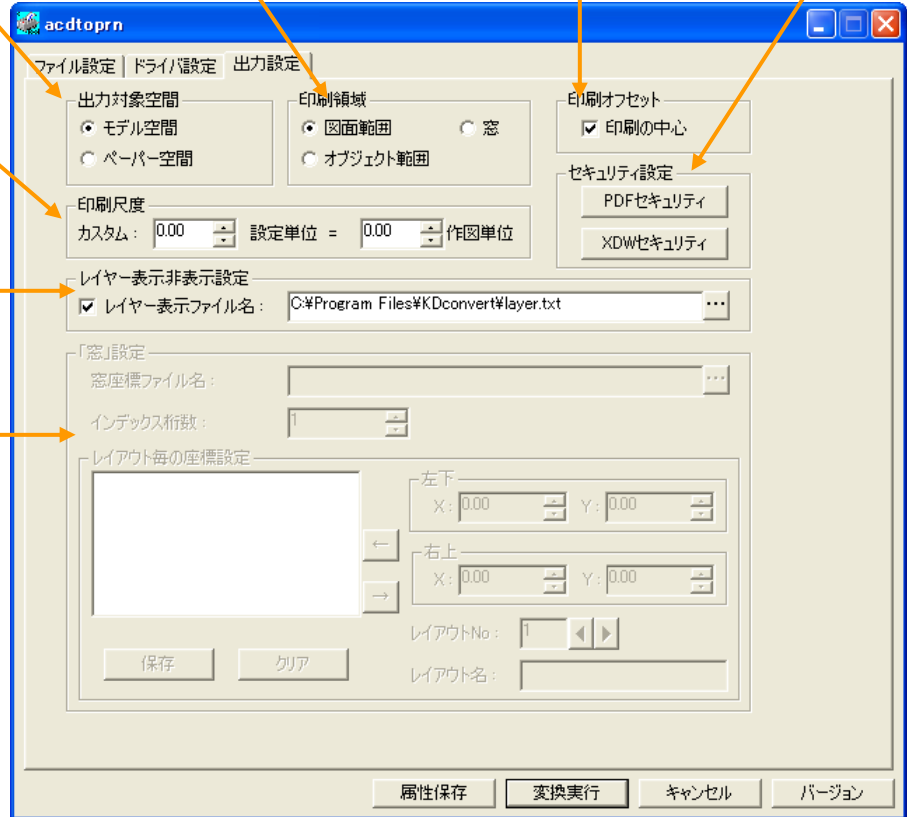 acdtoprn
ファイル設定 ドライバ設定 出力設定
出力対象空間
モデル空間
ペーパー空間
印刷領域
図面範囲 窓
オブジェクト範囲
印刷オフセット
印刷の中心
セキュリティ設定
PDFセキュリティ
XDWセキュリティ
印刷尺度
カスタム： 0.00 設定単位 = 0.00 作図単位
レイヤー表示非表示設定
レイヤー表示ファイル名： C:¥Program Files¥KDconvert¥layer.txt ...
「窓」設定
窓座標ファイル名： ...
インデックス桁数： 1
レイアウト毎の座標設定
左下
X： 0.00 Y： 0.00
←
右上
X： 0.00 Y： 0.00
→
レイアウトNo： 1
保存 クリア
レイアウト名：
属性保存 変換実行 キャンセル バージョン